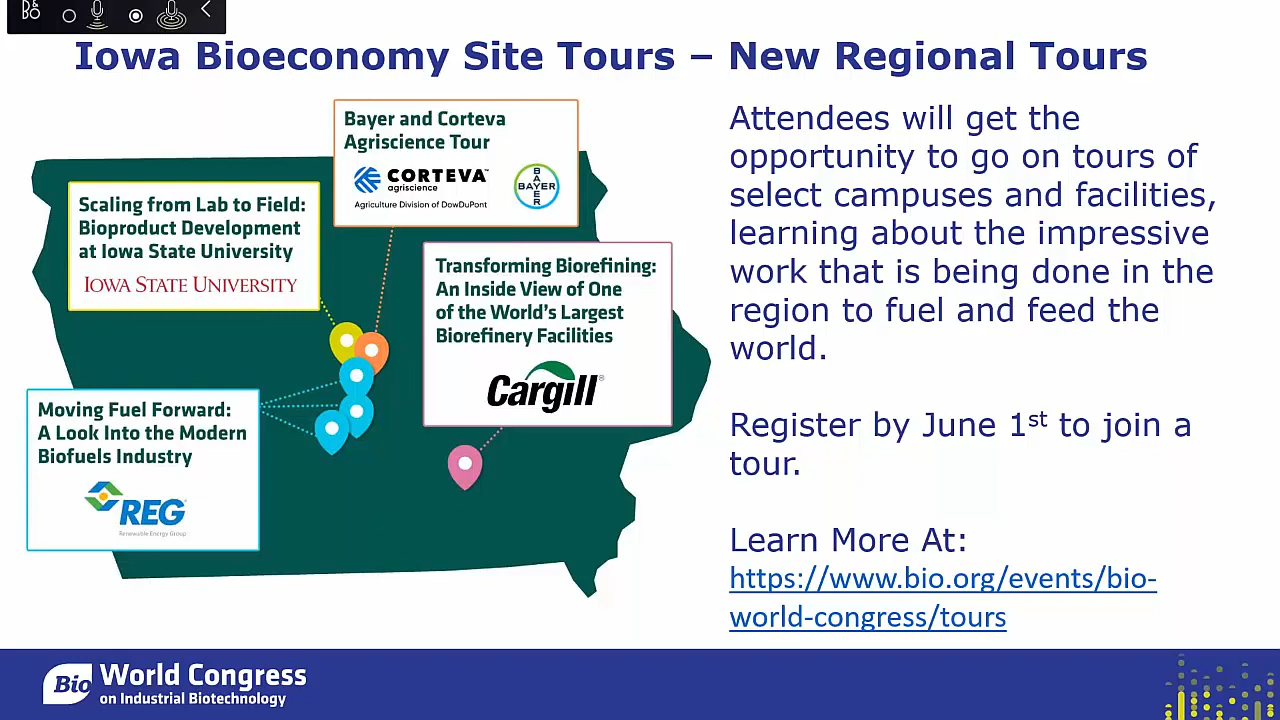 Iowa Bioeconomy Site Tours – New Regional Tours
Bayer and Corteva
Agriscience Tour
CORTEVA™
agriscience
Agriculture Division of DowDuPont
BAYER
BAYER
Scaling from Lab to Field:
Bioproduct Development
at Iowa State University
IOWA STATE UNIVERSITY
Transforming Biorefining:
An Inside View of One
of the World's Largest
Biorefinery Facilities
Cargill®
Moving Fuel Forward:
A Look Into the Modern
Biofuels Industry
REG®
Renewable Energy Group
Attendees will get the
opportunity to go on tours of
select campuses and facilities,
learning about the impressive
work that is being done in the
region to fuel and feed the
world.
Register by June 1st to join a
tour.
Learn More At:
https://www.bio.org/events/bio-
world-congress/tours
Bio
World Congress
on Industrial Biotechnology